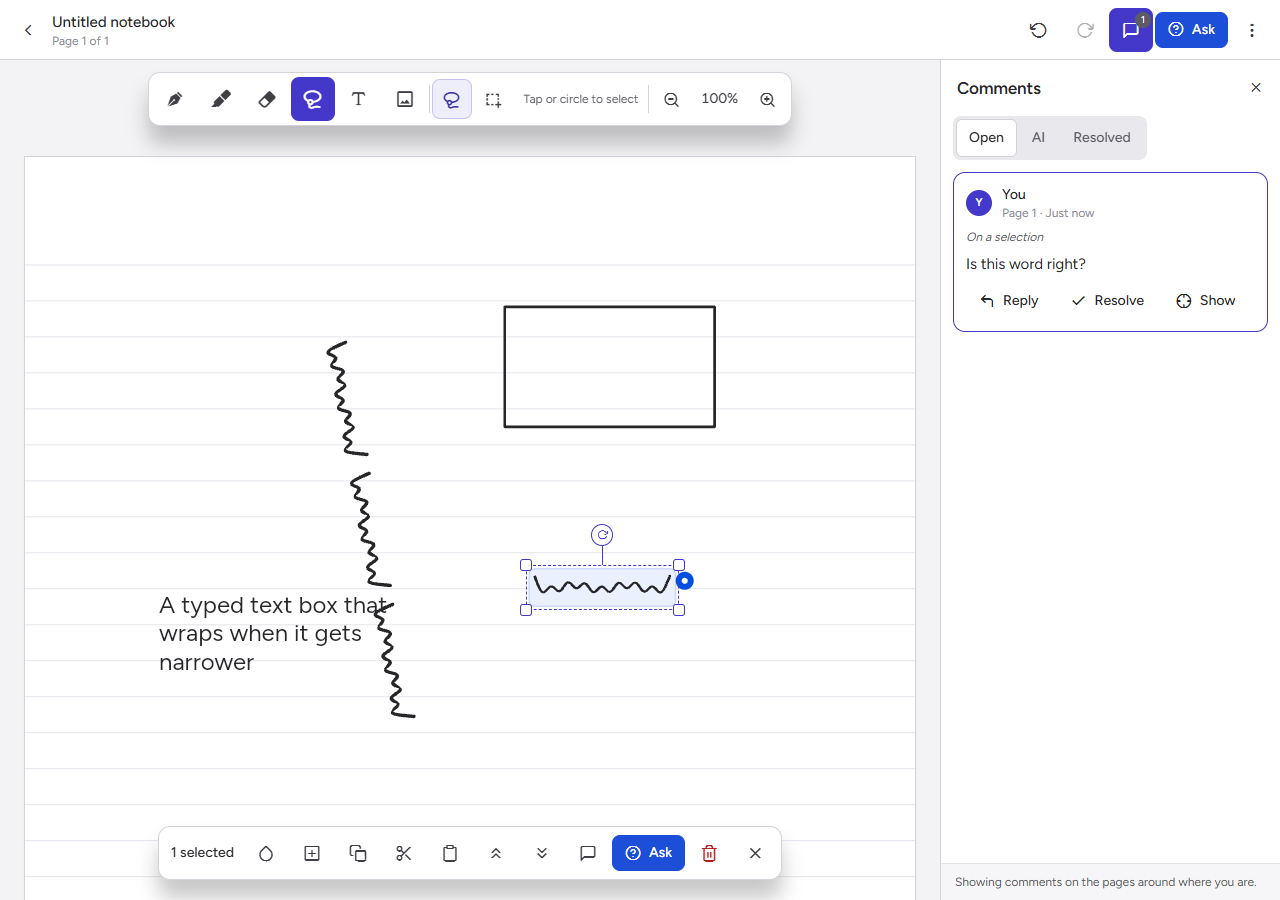 Untitled notebook
Page 1 of 1
1
Ask
Tap or circle to select
100%
A typed text box that
wraps when it gets
narrower
1 selected
Ask
Comments
Open AI Resolved
Y
You
Page 1 · Just now
On a selection
Is this word right?
Reply Resolve Show
Showing comments on the pages around where you are.